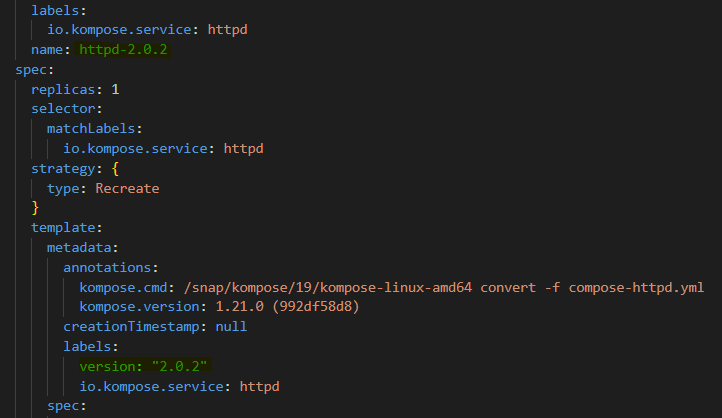 labels:
io.kompose.service: httpd
name: httpd-2.0.2
spec:
replicas: 1
selector:
matchLabels:
io.kompose.service: httpd
strategy: {
type: Recreate
}
template:
metadata:
annotations:
kompose.cmd: /snap/kompose/19/kompose-linux-amd64 convert -f compose-httpd.yml
kompose.version: 1.21.0 (992df58d8)
creationTimestamp: null
labels:
version: "2.0.2"
io.kompose.service: httpd
spec: